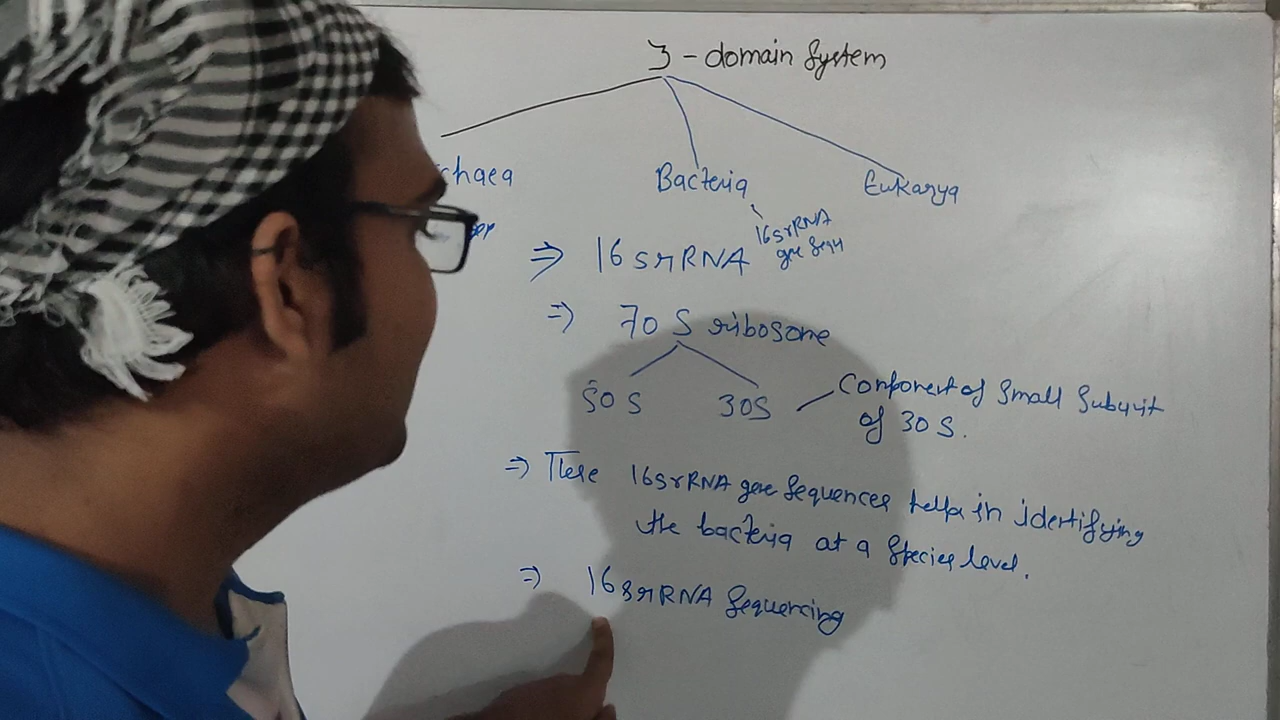 3 - domain System
chaea
Bacteria
Eukarya
16srRNA
gene Sequ
⇒ 16 srRNA
⇒ 70 S ribosome
50 S
30S
Component of Small Subunit
of 30 S.
⇒ These 16srRNA gene Sequences helps in identifying
the bacteria at a Species level.
⇒ 16 srRNA Sequencing